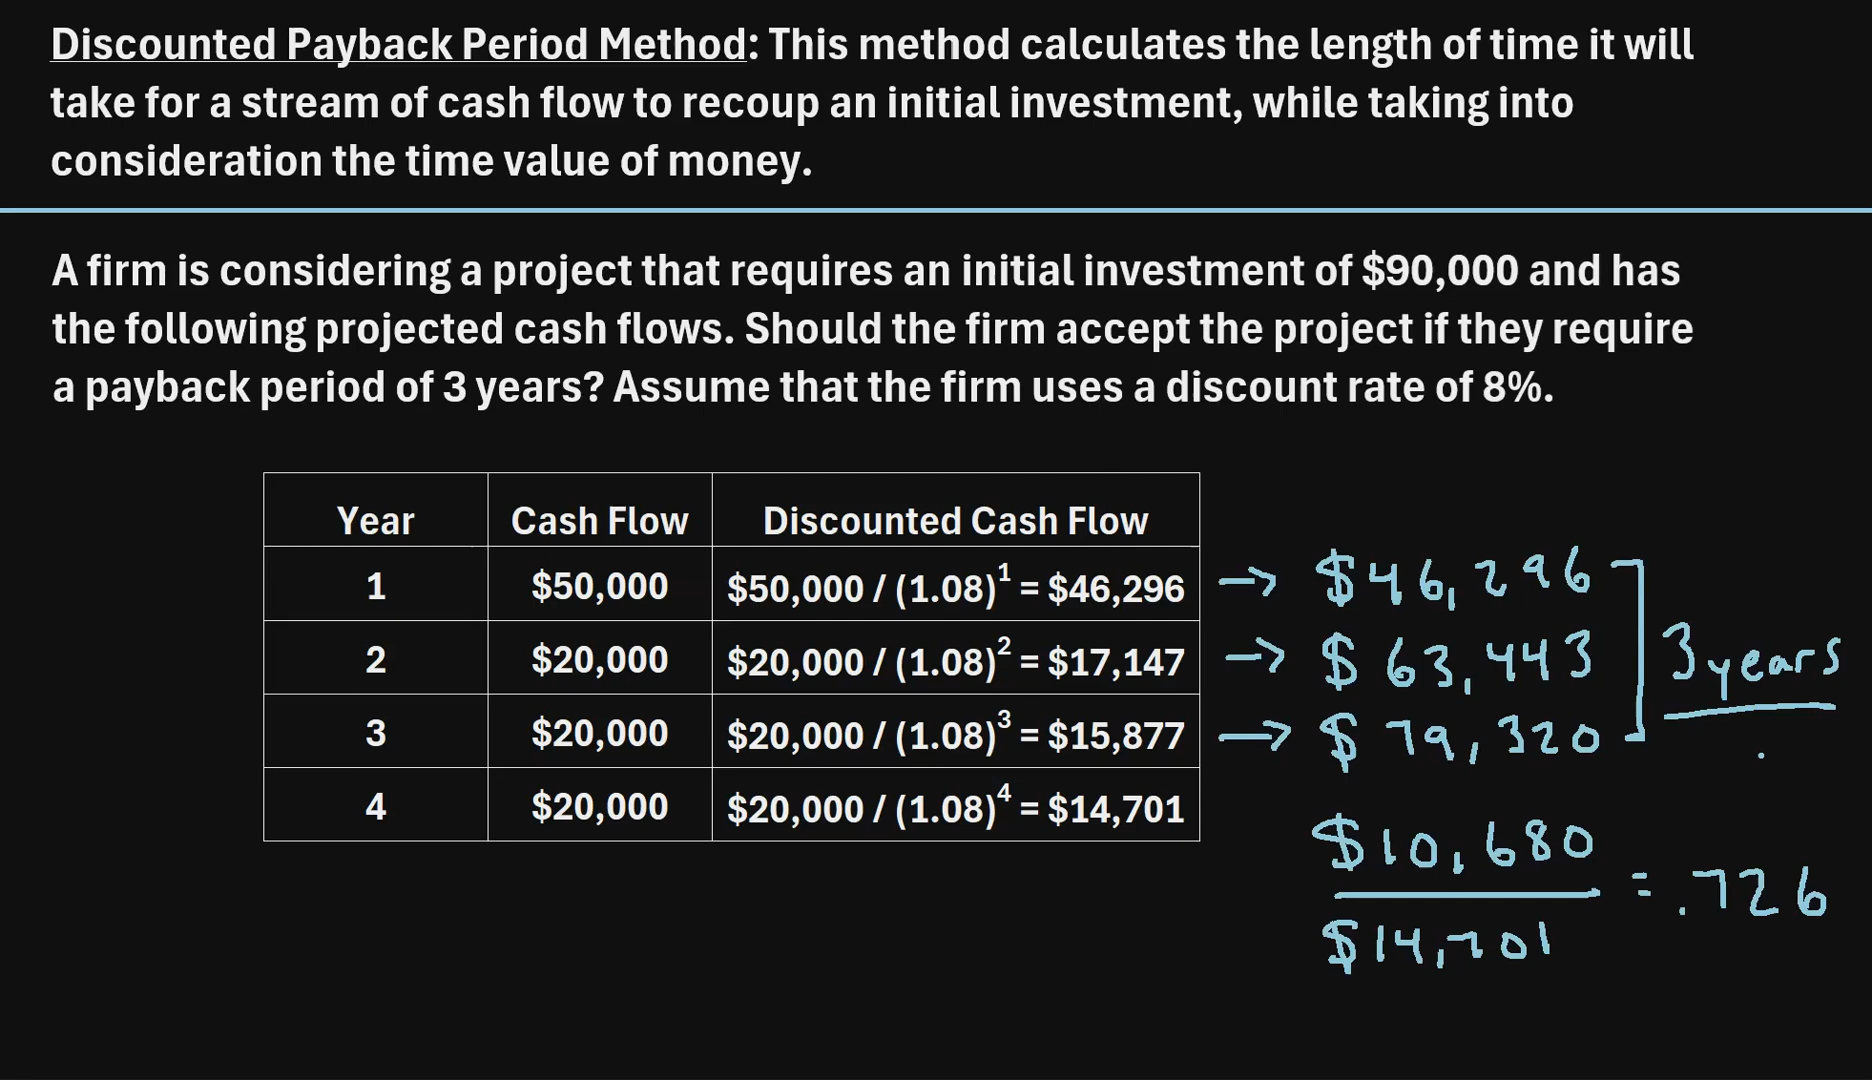 Discounted Payback Period Method: This method calculates the length of time it will
take for a stream of cash flow to recoup an initial investment, while taking into
consideration the time value of money.
A firm is considering a project that requires an initial investment of $90,000 and has
the following projected cash flows. Should the firm accept the project if they require
a payback period of 3 years? Assume that the firm uses a discount rate of 8%.
Year Cash Flow Discounted Cash Flow
1 $50,000 $50,000 / (1.08)^1 = $46,296 → $46,296
2 $20,000 $20,000 / (1.08)^2 = $17,147 → $63,443
3 years
3 $20,000 $20,000 / (1.08)^3 = $15,877 → $79,320
4 $20,000 $20,000 / (1.08)^4 = $14,701
$10,680
= .726
$14,701